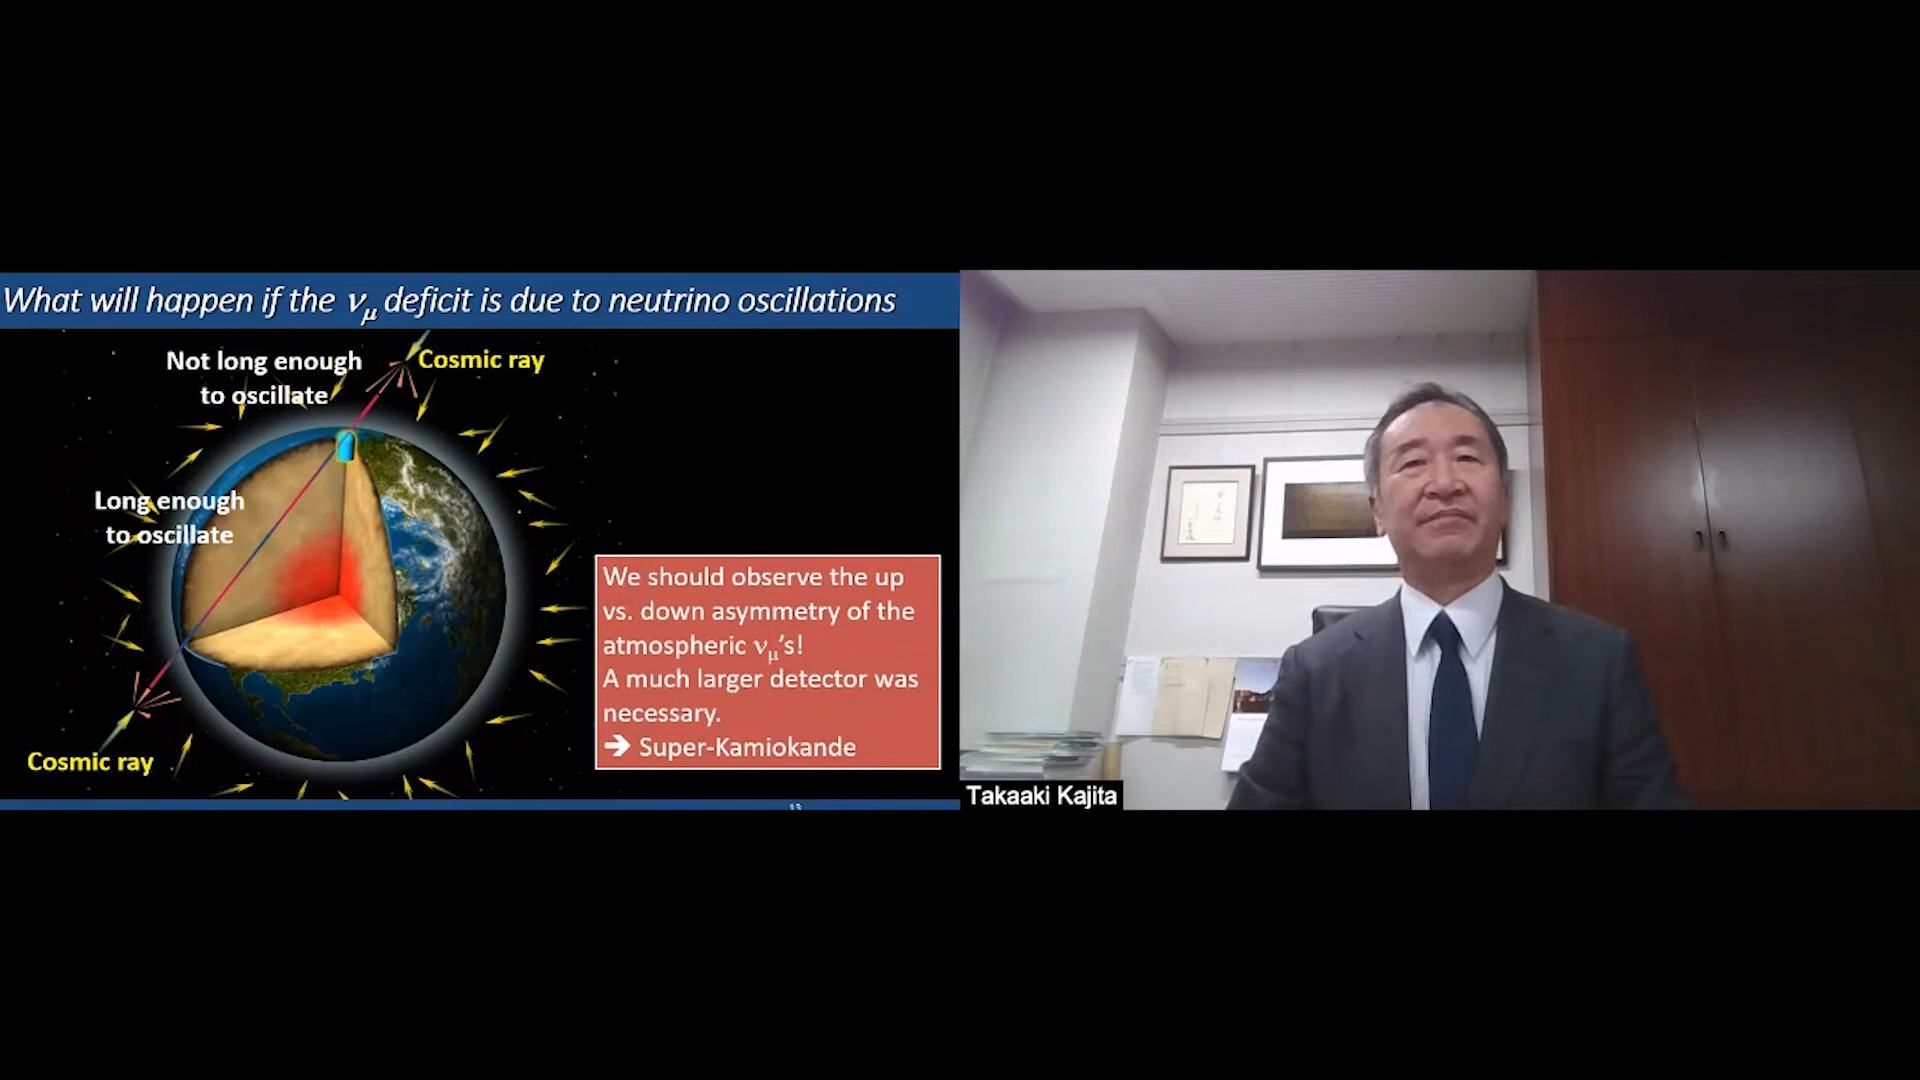 What will happen if the νμ deficit is due to neutrino oscillations
Not long enough
to oscillate
Cosmic ray
Long enough
to oscillate
Cosmic ray
We should observe the up
vs. down asymmetry of the
atmospheric νμ's!
A much larger detector was
necessary.
➔ Super-Kamiokande
13
Takaaki Kajita